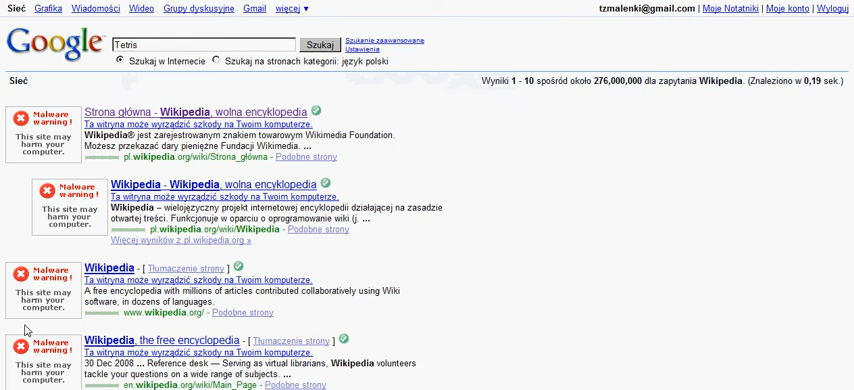 Sieć Grafika Wiadomości Wideo Grupy dyskusyjne Gmail więcej ▼ tzmalenki@gmail.com | Moje Notatniki | Moje konto | Wyloguj
Google™ Tetris Szukaj Szukanie zaawansowane
Ustawienia
Szukaj w Internecie Szukaj na stronach kategorii: język polski
Sieć Wyniki 1 - 10 spośród około 276,000,000 dla zapytania Wikipedia. (Znaleziono w 0,19 sek.)
Malware warning !
This site may
harm your
computer.
Strona główna - Wikipedia, wolna encyklopedia
Ta witryna może wyrządzić szkody na Twoim komputerze.
Wikipedia® jest zarejestrowanym znakiem towarowym Wikimedia Foundation.
Możesz przekazać dary pieniężne Fundacji Wikimedia. ...
pl.wikipedia.org/wiki/Strona_główna - Podobne strony
Malware warning !
This site may
harm your
computer.
Wikipedia - Wikipedia, wolna encyklopedia
Ta witryna może wyrządzić szkody na Twoim komputerze.
Wikipedia – wielojęzyczny projekt internetowej encyklopedii działającej na zasadzie
otwartej treści. Funkcjonuje w oparciu o oprogramowanie wiki (j. ...
pl.wikipedia.org/wiki/Wikipedia - Podobne strony
Więcej wyników z pl.wikipedia.org »
Malware warning !
This site may
harm your
computer.
Wikipedia - [ Tłumaczenie strony ]
Ta witryna może wyrządzić szkody na Twoim komputerze.
A free encyclopedia with millions of articles contributed collaboratively using Wiki
software, in dozens of languages.
www.wikipedia.org/ - Podobne strony
Malware warning !
This site may
harm your
computer.
Wikipedia, the free encyclopedia - [ Tłumaczenie strony ]
Ta witryna może wyrządzić szkody na Twoim komputerze.
30 Dec 2008 ... Reference desk — Serving as virtual librarians, Wikipedia volunteers
tackle your questions on a wide range of subjects. ...
en.wikipedia.org/wiki/Main_Page - Podobne strony